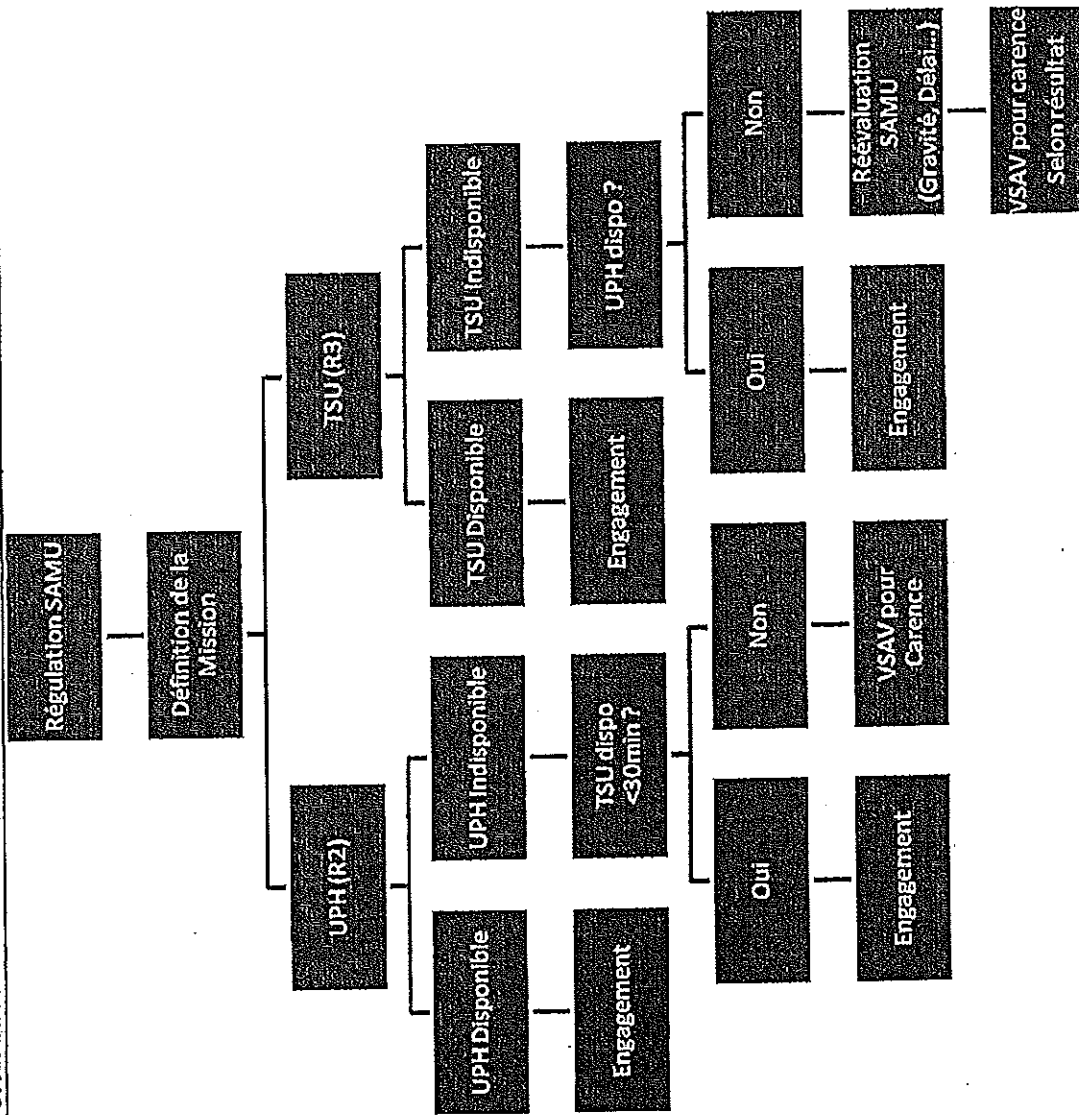 Régulation SAMU
Définition de la
Mission
UPH (R2)
TSU (R3)
UPH Disponible
UPH Indisponible
TSU Disponible
TSU Indisponible
Engagement
TSU dispo
<30min ?
Engagement
UPH dispo ?
Oui
Non
Oui
Non
Engagement
VSAV pour
Carence
Engagement
Réévaluation
SAMU
(Gravité, Délai...)
VSAV pour carence
Selon résultat